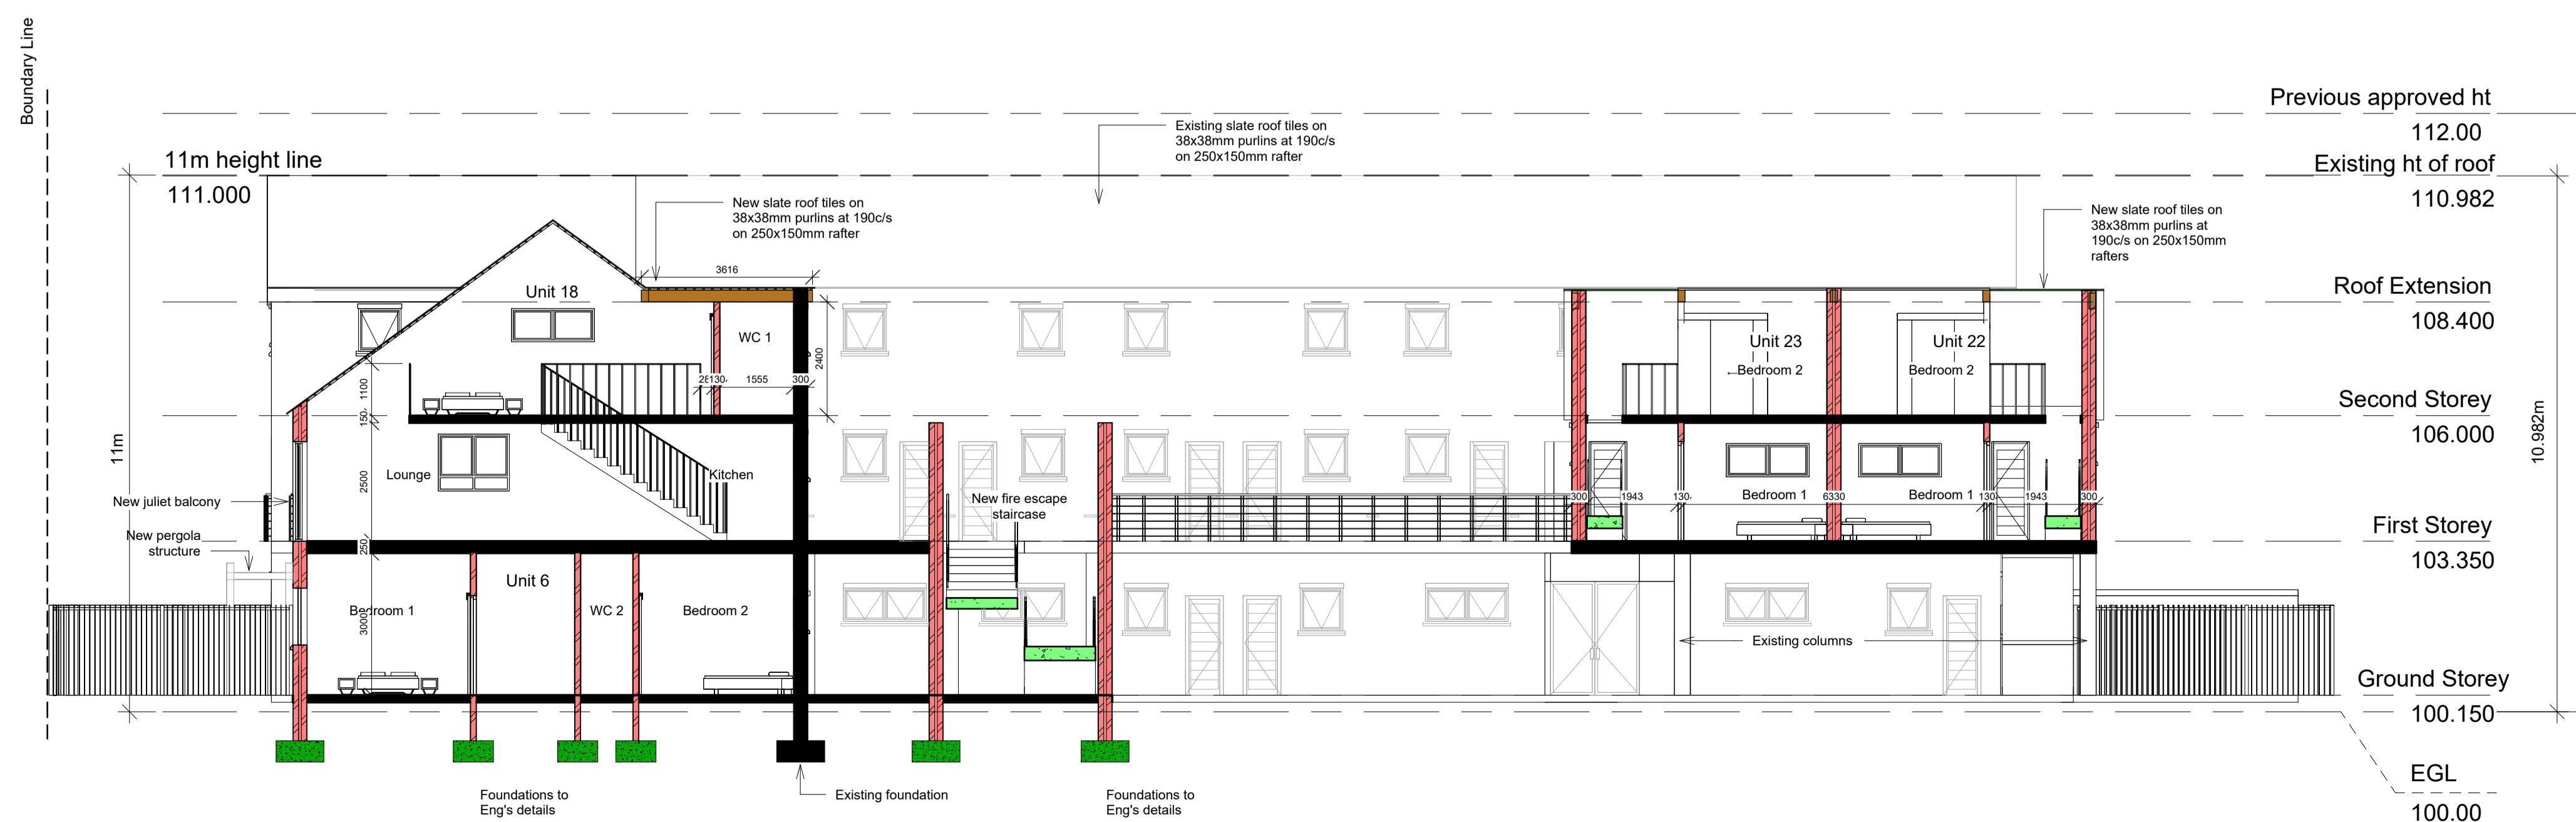 Boundary Line
Previous approved ht
112.00
Existing slate roof tiles on
38x38mm purlins at 190c/s
on 250x150mm rafter
11m height line
111.000
Existing ht of roof
110.982
New slate roof tiles on
38x38mm purlins at 190c/s
on 250x150mm rafter
New slate roof tiles on
38x38mm purlins at
190c/s on 250x150mm
rafters
3616
Unit 18
Roof Extension
108.400
WC 1
2400
Unit 23
Unit 22
Bedroom 2
Bedroom 2
1100
130
1555
300
150
Second Storey
106.000
11m
10.982m
Lounge
2500
Kitchen
New juliet balcony
New fire escape
staircase
300
1943
130
Bedroom 1
6330
Bedroom 1
130
1943
300
New pergola
structure
250
First Storey
103.350
Unit 6
Bedroom 1
3000
WC 2
Bedroom 2
Existing columns
Ground Storey
100.150
EGL
100.00
Foundations to
Eng's details
Existing foundation
Foundations to
Eng's details